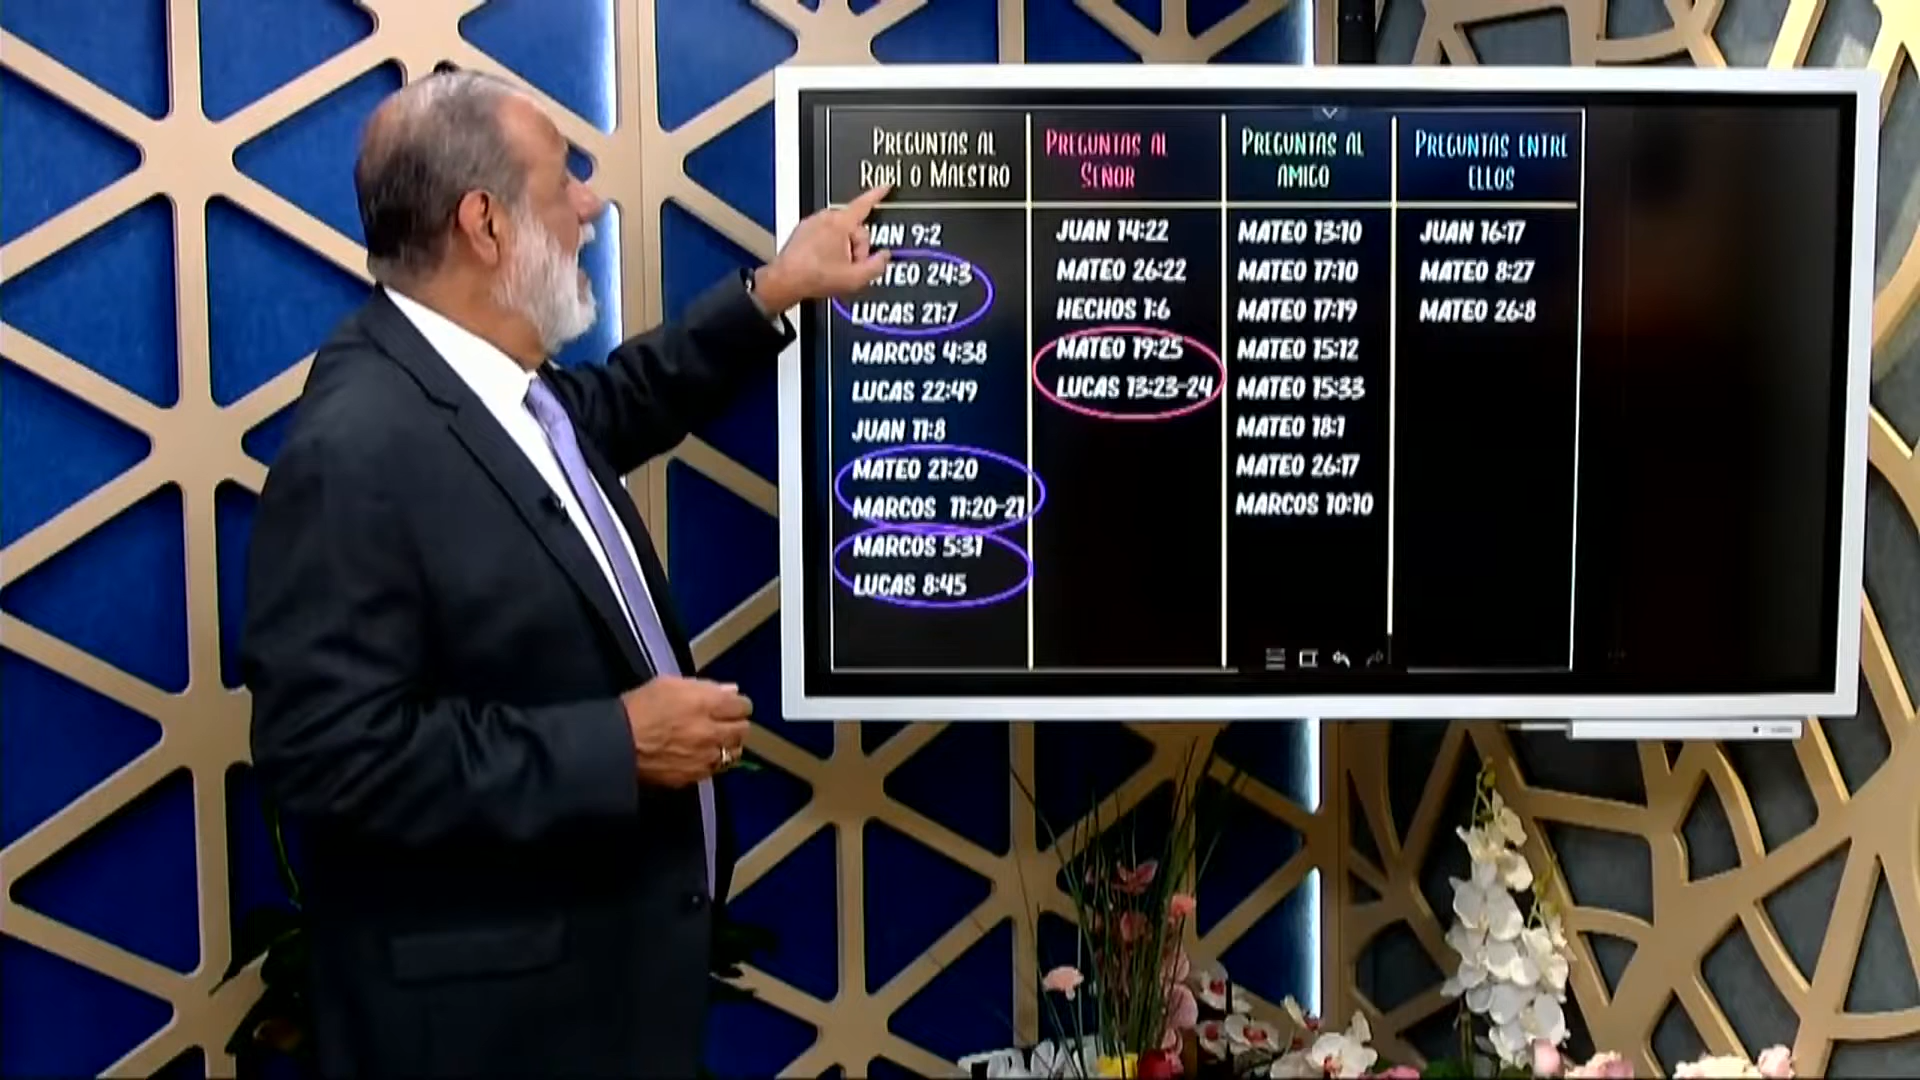 PREGUNTAS AL
RABÍ O MAESTRO
JUAN 9:2
MATEO 24:3
LUCAS 21:7
MARCOS 4:38
LUCAS 22:49
JUAN 11:8
MATEO 21:20
MARCOS 11:20-21
MARCOS 5:31
LUCAS 8:45
PREGUNTAS AL
SEÑOR
JUAN 14:22
MATEO 26:22
HECHOS 1:6
MATEO 19:25
LUCAS 13:23-24
PREGUNTAS AL
AMIGO
MATEO 13:10
MATEO 17:10
MATEO 17:19
MATEO 15:12
MATEO 15:33
MATEO 18:1
MATEO 26:17
MARCOS 10:10
PREGUNTAS ENTRE
ELLOS
JUAN 16:17
MATEO 8:27
MATEO 26:8